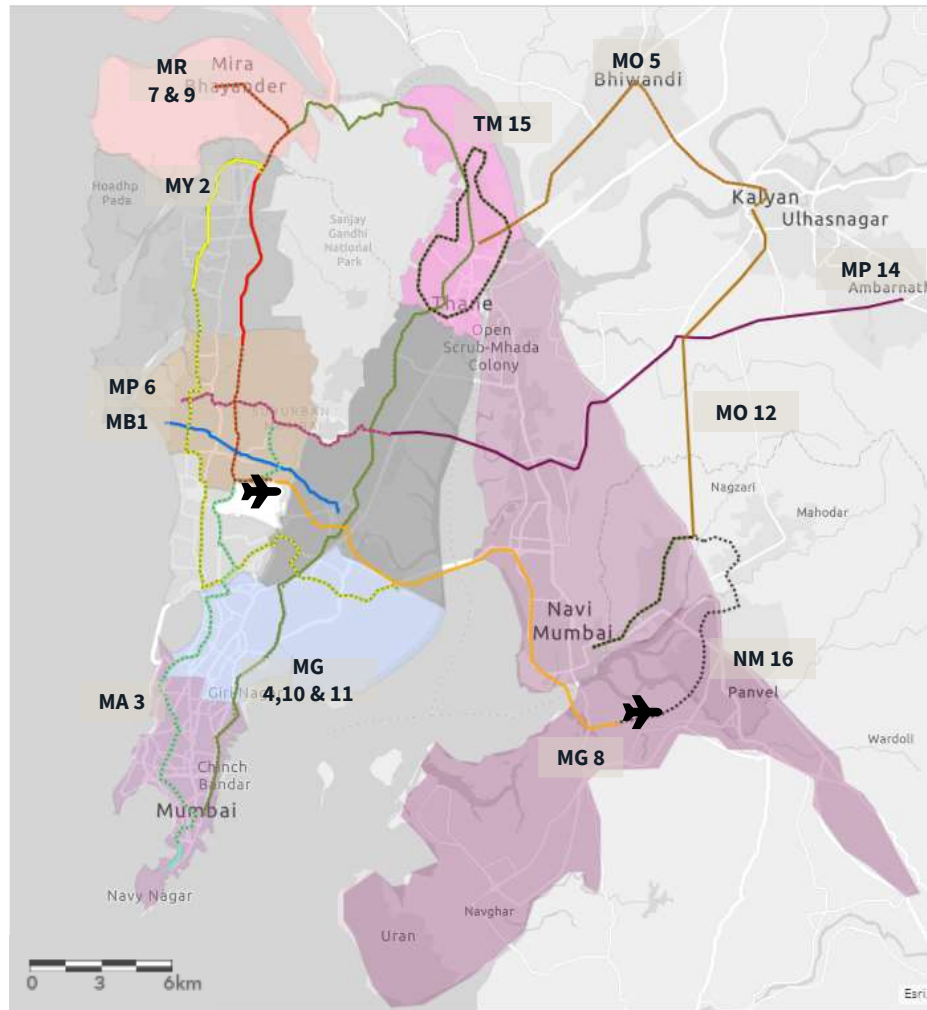 MR
7 & 9
Mira
Bhayander
MO 5
Bhiwandi
TM 15
MY 2
Hoadhp
Pada
Sanjay
Gandhi
National
Park
Kalyan
Ulhasnagar
MP 14
Ambarnath
Thane
Open
Scrub-Mhada
Colony
MP 6
SUBURBAN
MB1
MO 12
Nagzari
Mahodar
Navi
Mumbai
NM 16
Panvel
MG
4,10 & 11
Giri Nagar
MA 3
MG 8
Wardoli
Chinch
Bandar
Mumbai
Navy Nagar
Navghar
Uran
0 3 6km
Esri